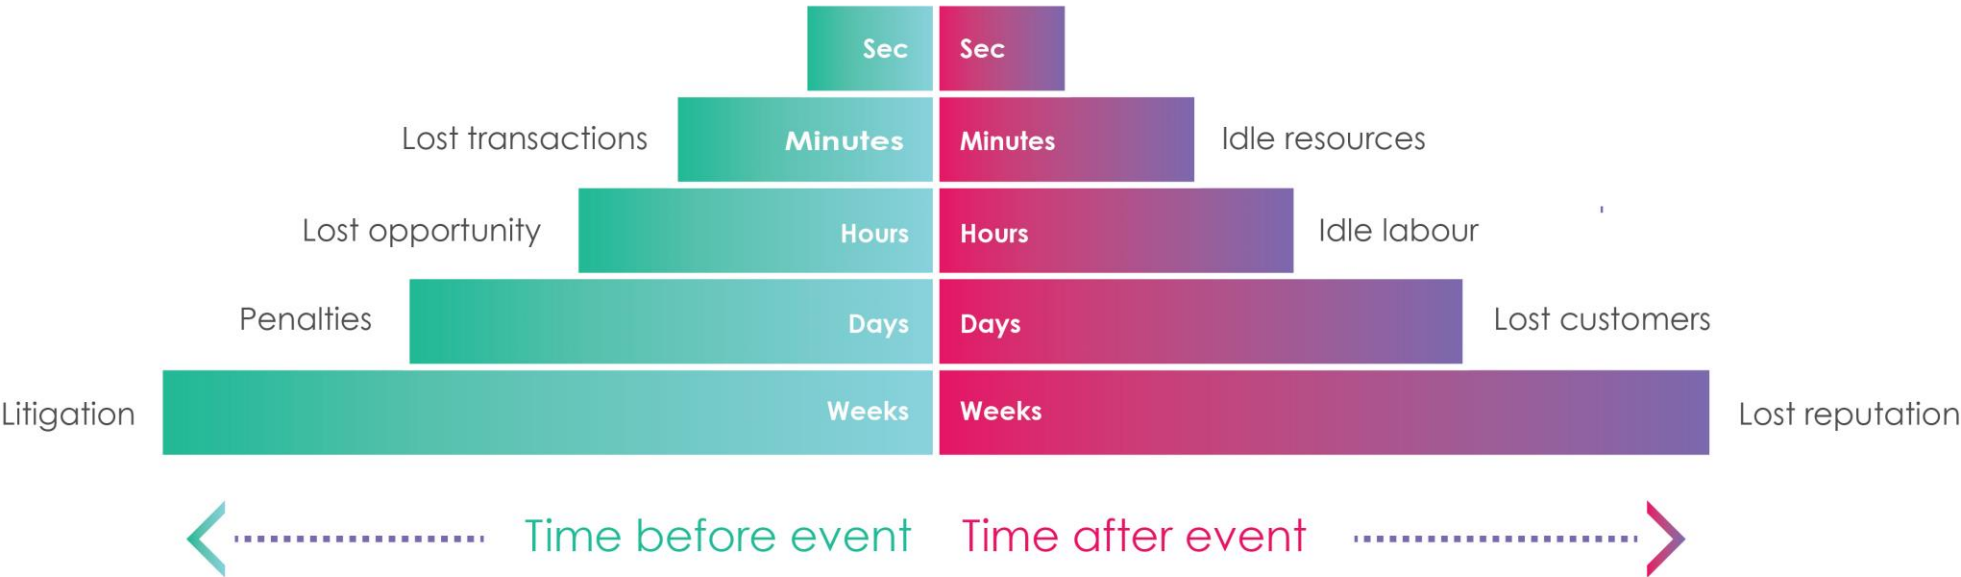 Sec Sec
Lost transactions Minutes Minutes Idle resources
Lost opportunity Hours Hours Idle labour
Penalties Days Days Lost customers
Litigation Weeks Weeks Lost reputation
Time before event Time after event